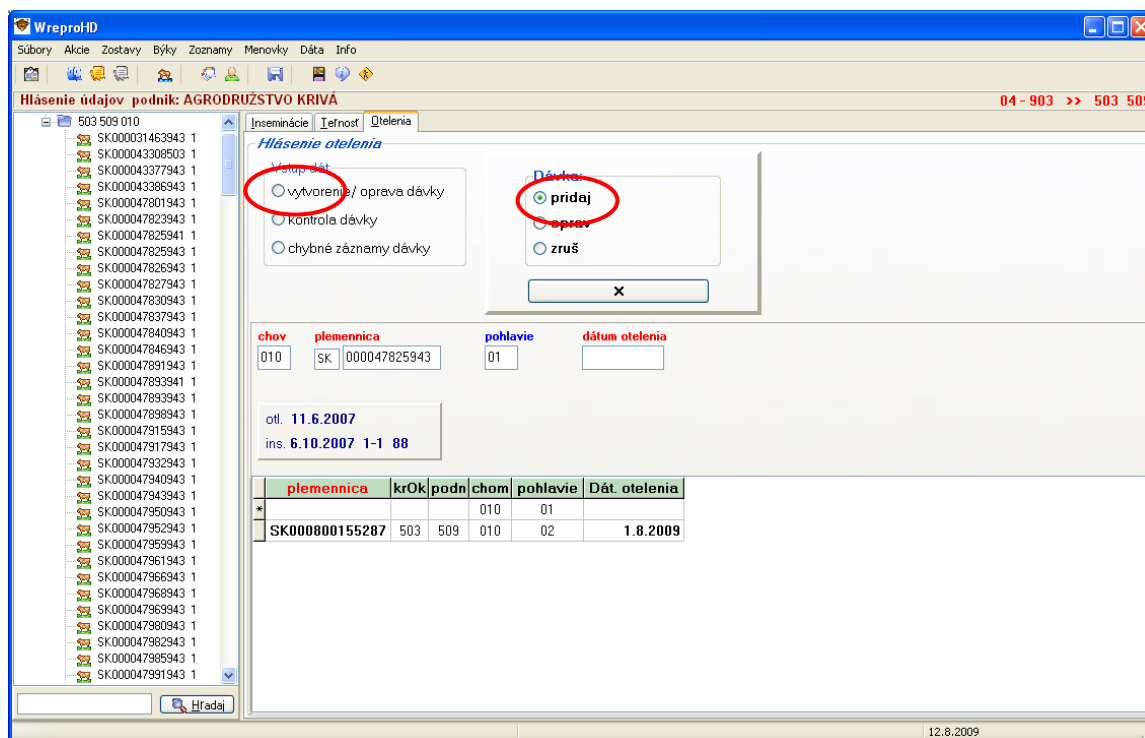 WreproHD
Súbory Akcie Zostavy Býky Zoznamy Menovky Dáta Info
Hlásenie údajov podnik: AGRODRUŽSTVO KRIVÁ 04 - 903 >> 503 509
503 509 010
SK000031463943 1
SK000043308503 1
SK000043377943 1
SK000043386943 1
SK000047801943 1
SK000047823943 1
SK000047825941 1
SK000047825943 1
SK000047826943 1
SK000047827943 1
SK000047830943 1
SK000047837943 1
SK000047840943 1
SK000047846943 1
SK000047891943 1
SK000047893941 1
SK000047893943 1
SK000047898943 1
SK000047915943 1
SK000047917943 1
SK000047932943 1
SK000047940943 1
SK000047943943 1
SK000047950943 1
SK000047952943 1
SK000047959943 1
SK000047961943 1
SK000047966943 1
SK000047968943 1
SK000047969943 1
SK000047980943 1
SK000047982943 1
SK000047985943 1
SK000047991943 1
Hľadaj
Inseminácie Teľnosť Otelenia
Hlásenie otelenia
Vstup dát:
vytvorenie/ oprava dávky
kontrola dávky
chybné záznamy dávky
Dávka:
pridaj
oprav
zruš
x
chov plemennica pohlavie dátum otelenia
010 SK 000047825943 01
otl. 11.6.2007
ins. 6.10.2007 1-1 88
plemennica krOk podn chom pohlavie Dát. otelenia
* 010 01
SK000800155287 503 509 010 02 1.8.2009
12.8.2009